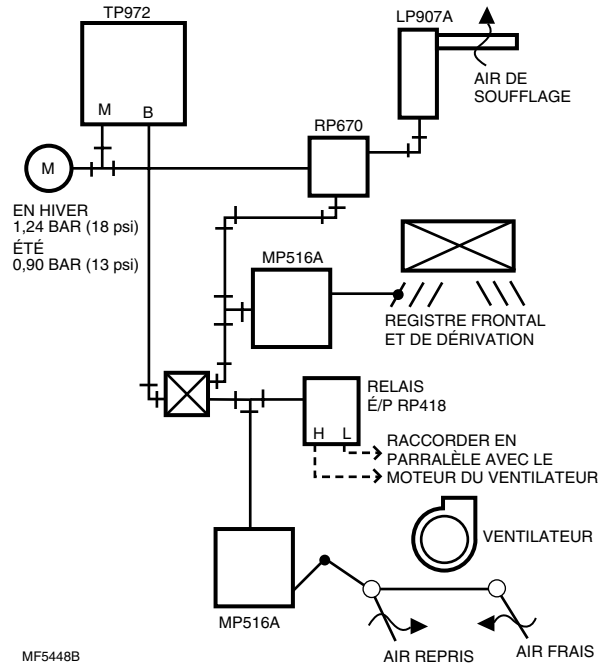 TP972
M B
M
EN HIVER
1,24 BAR (18 psi)
ÉTÉ
0,90 BAR (13 psi)
LP907A
AIR DE
SOUFFLAGE
RP670
MP516A
REGISTRE FRONTAL
ET DE DÉRIVATION
RELAIS
É/P RP418
H L
RACCORDER EN
PARRALÈLE AVEC LE
MOTEUR DU VENTILATEUR
VENTILATEUR
MP516A
AIR REPRIS
AIR FRAIS
MF5448B